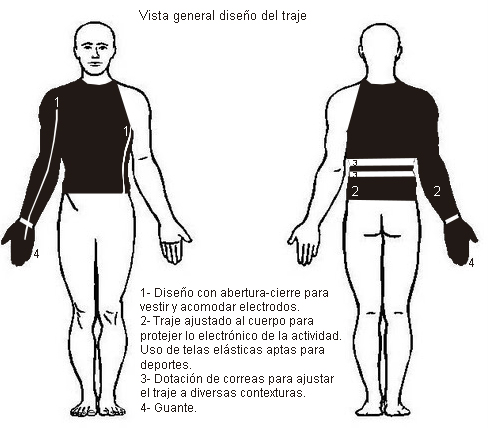 Vista general diseño del traje
1
1
4
3
3
2
2
4
1- Diseño con abertura-cierre para
vestir y acomodar electrodos.
2- Traje ajustado al cuerpo para
protejer lo electrónico de la actividad.
Uso de telas elásticas aptas para
deportes.
3- Dotación de correas para ajustar
el traje a diversas contexturas.
4- Guante.